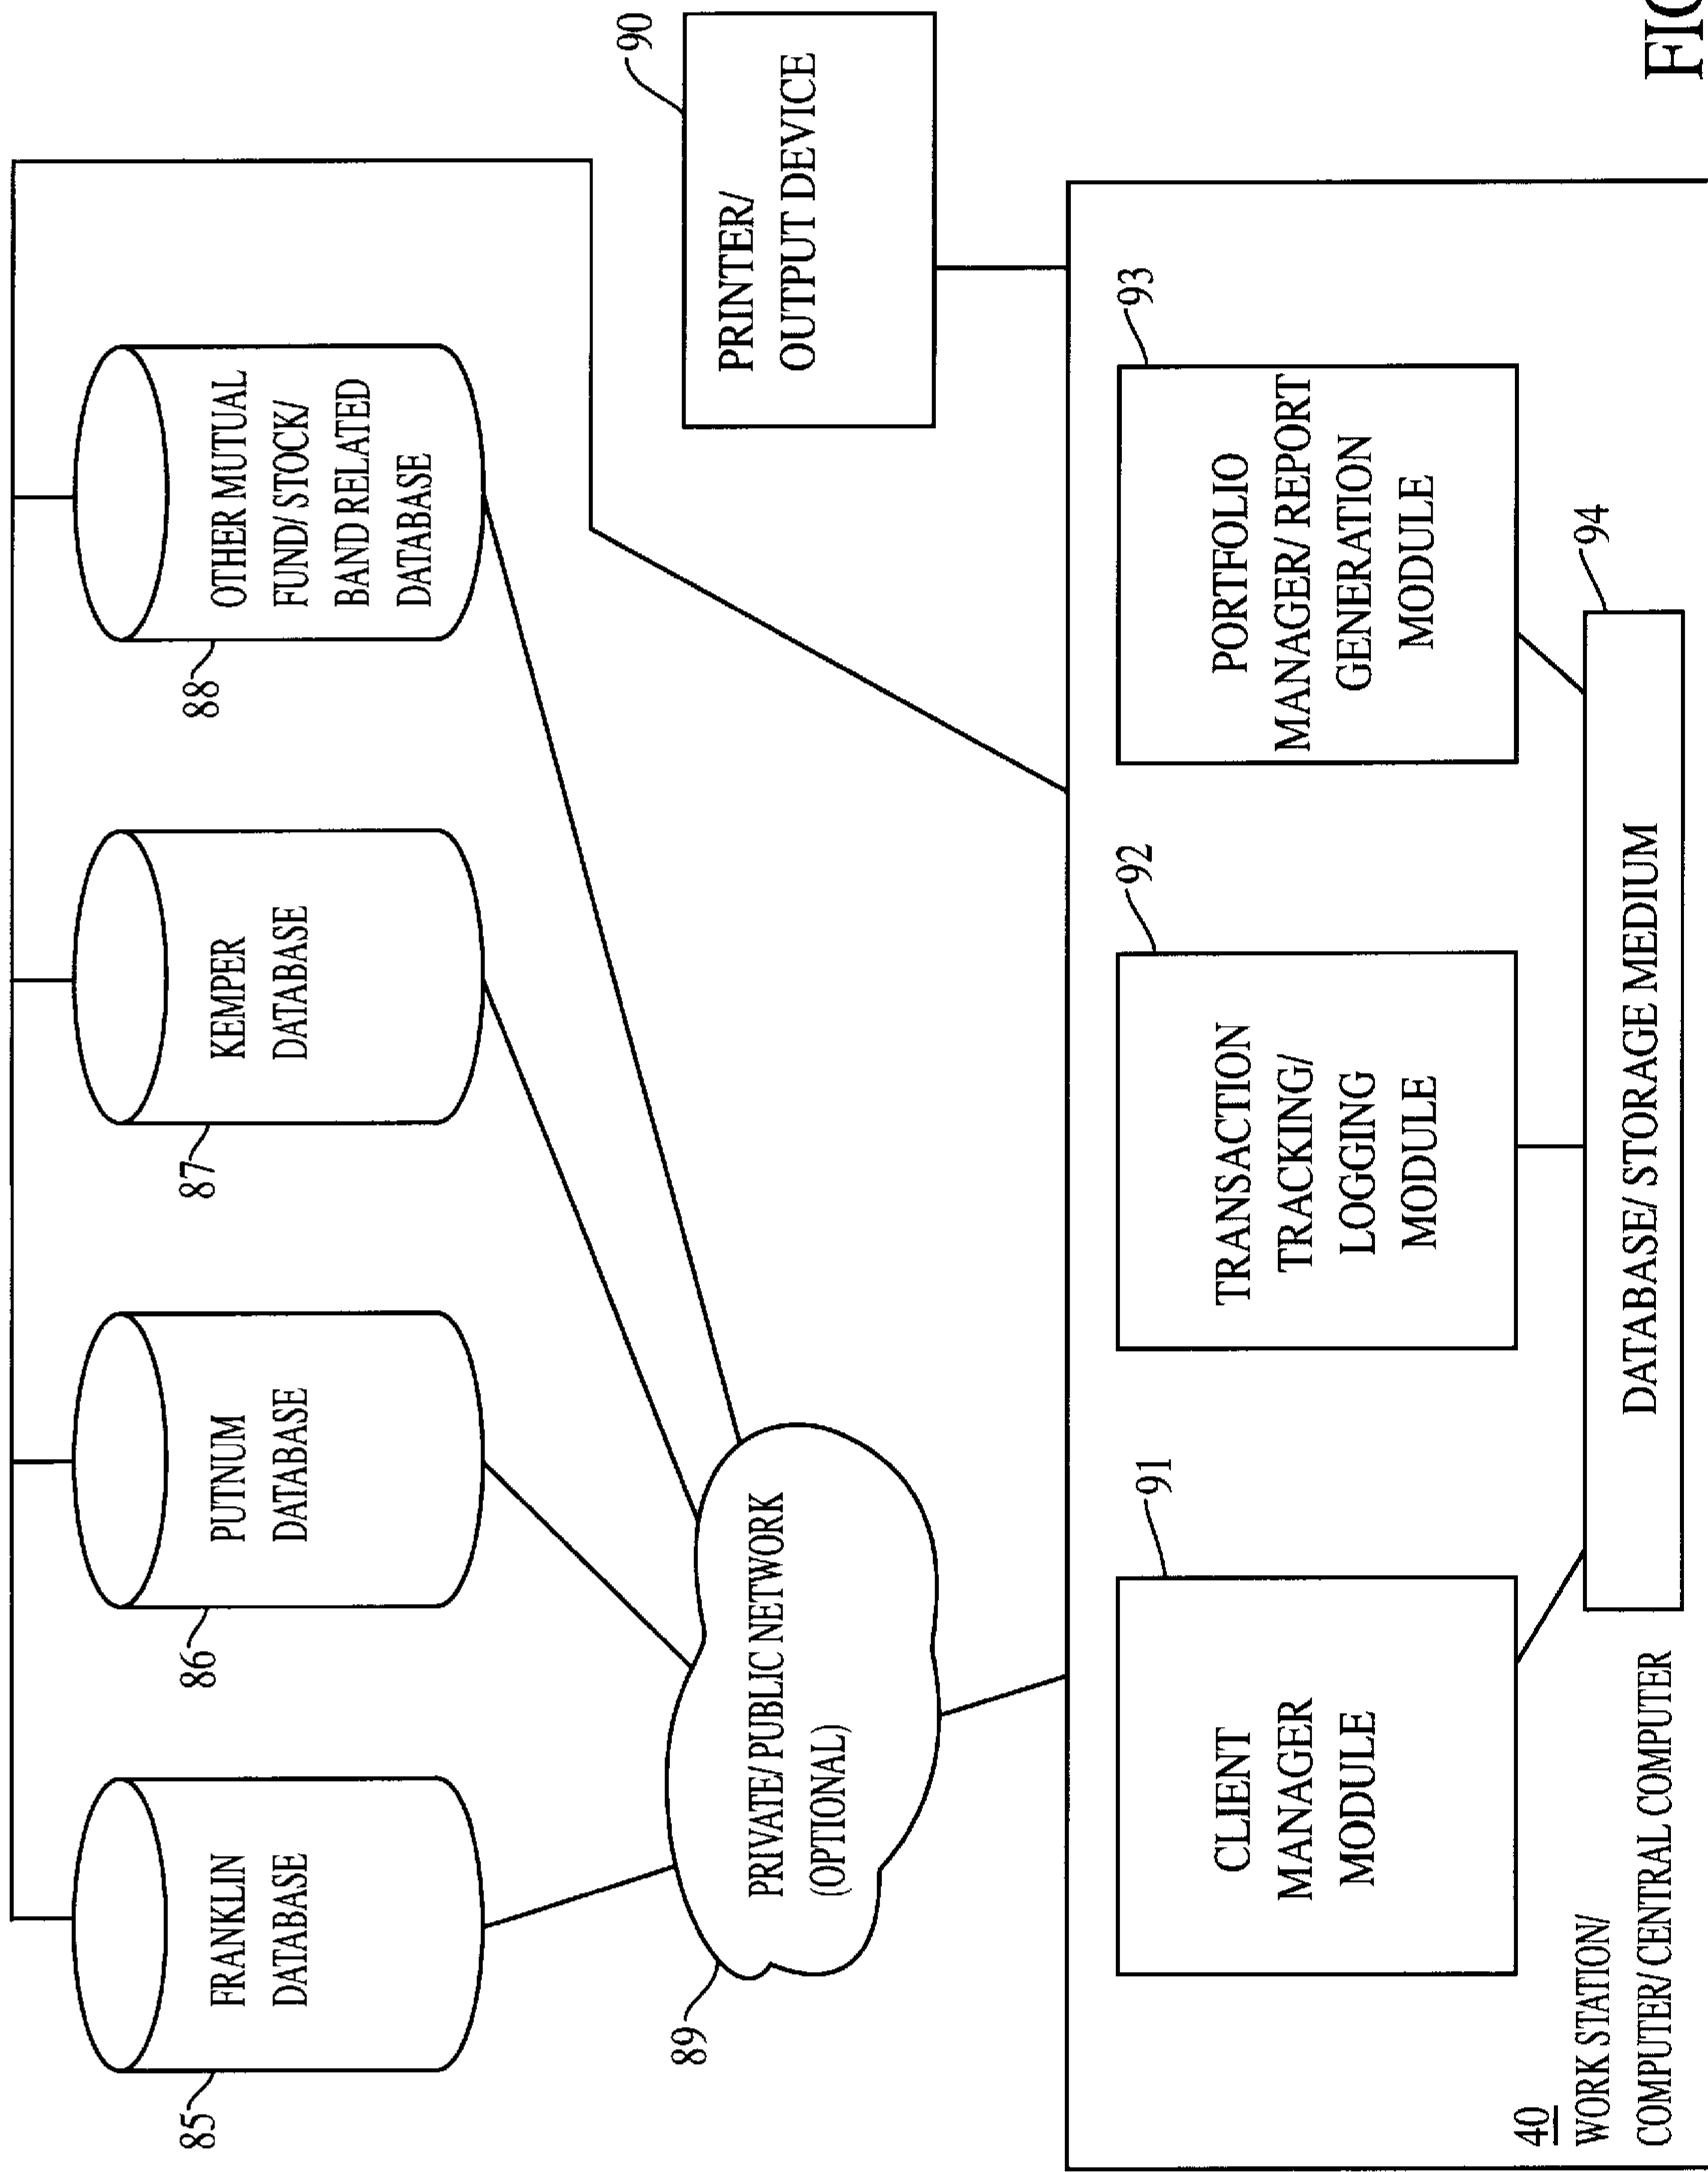 85
FRANKLIN
DATABASE
86
PUTNUM
DATABASE
87
KEMPER
DATABASE
88
OTHER MUTUAL
FUND/ STOCK/
BAND RELATED
DATABASE
89
PRIVATE/ PUBLIC NETWORK
(OPTIONAL)
90
PRINTER/
OUTPUT DEVICE
91
CLIENT
MANAGER
MODULE
92
TRANSACTION
TRACKING/
LOGGING
MODULE
93
PORTFOLIO
MANAGER/ REPORT
GENERATION
MODULE
94
DATABASE/ STORAGE MEDIUM
40
WORK STATION/
COMPUTER/ CENTRAL COMPUTER